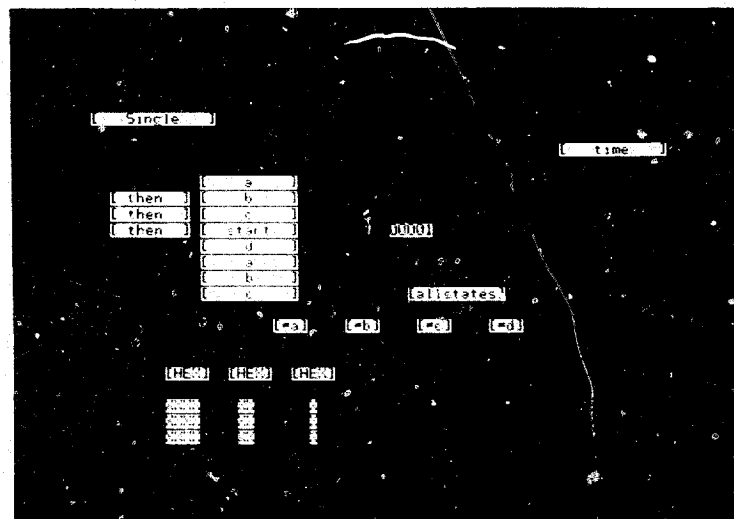 [ Single ]
[ time ]
[ a ]
[ then ] [ b ]
[ then ] [ c ]
[ then ] [ start ]
[ d ]
[ a ]
[ b ]
[ c ] [allstates]
[≠a] [≠b] [≠c] [≠d]
[HEX] [HEX] [HEX]